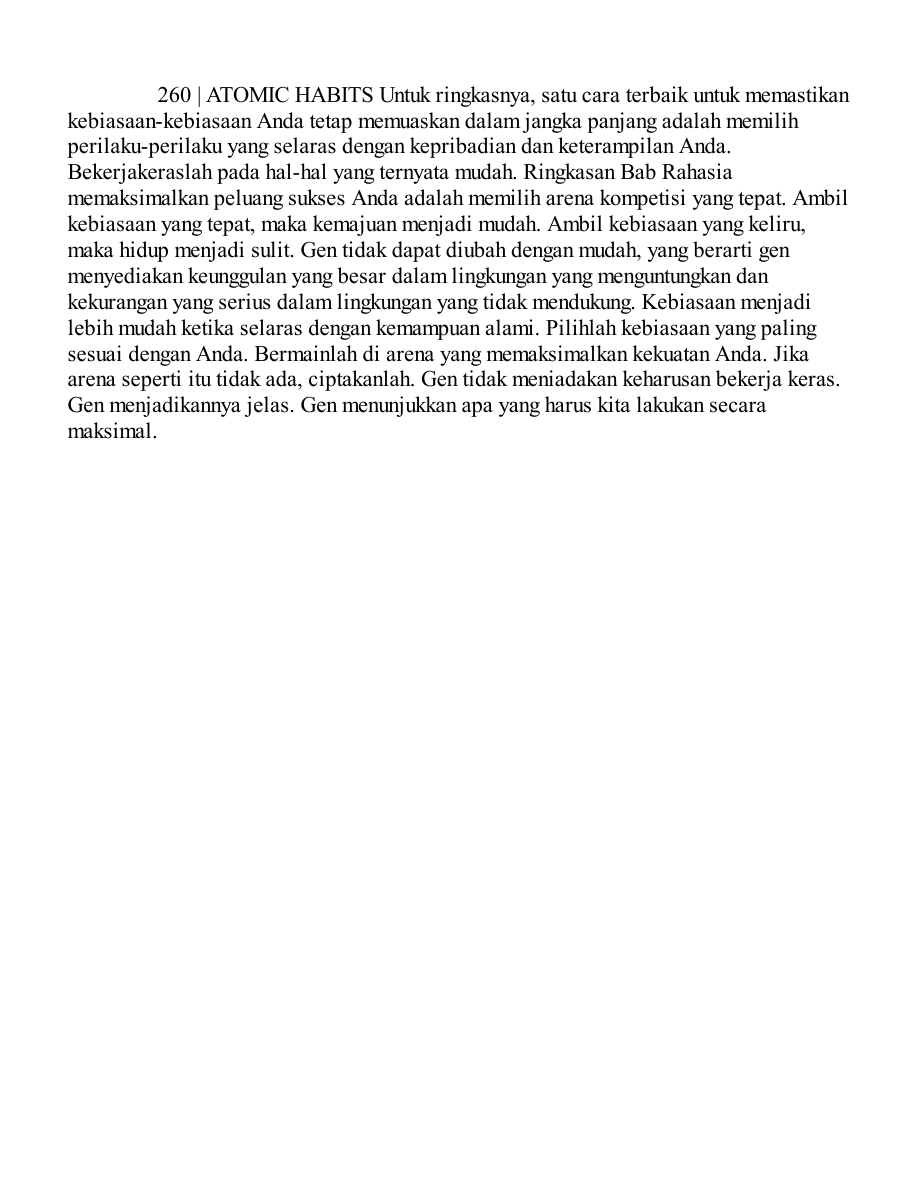 260 | ATOMIC HABITS Untuk ringkasnya, satu cara terbaik untuk memastikan
kebiasaan-kebiasaan Anda tetap memuaskan dalam jangka panjang adalah memilih
perilaku-perilaku yang selaras dengan kepribadian dan keterampilan Anda.
Bekerjakeraslah pada hal-hal yang ternyata mudah. Ringkasan Bab Rahasia
memaksimalkan peluang sukses Anda adalah memilih arena kompetisi yang tepat. Ambil
kebiasaan yang tepat, maka kemajuan menjadi mudah. Ambil kebiasaan yang keliru,
maka hidup menjadi sulit. Gen tidak dapat diubah dengan mudah, yang berarti gen
menyediakan keunggulan yang besar dalam lingkungan yang menguntungkan dan
kekurangan yang serius dalam lingkungan yang tidak mendukung. Kebiasaan menjadi
lebih mudah ketika selaras dengan kemampuan alami. Pilihlah kebiasaan yang paling
sesuai dengan Anda. Bermainlah di arena yang memaksimalkan kekuatan Anda. Jika
arena seperti itu tidak ada, ciptakanlah. Gen tidak meniadakan keharusan bekerja keras.
Gen menjadikannya jelas. Gen menunjukkan apa yang harus kita lakukan secara
maksimal.